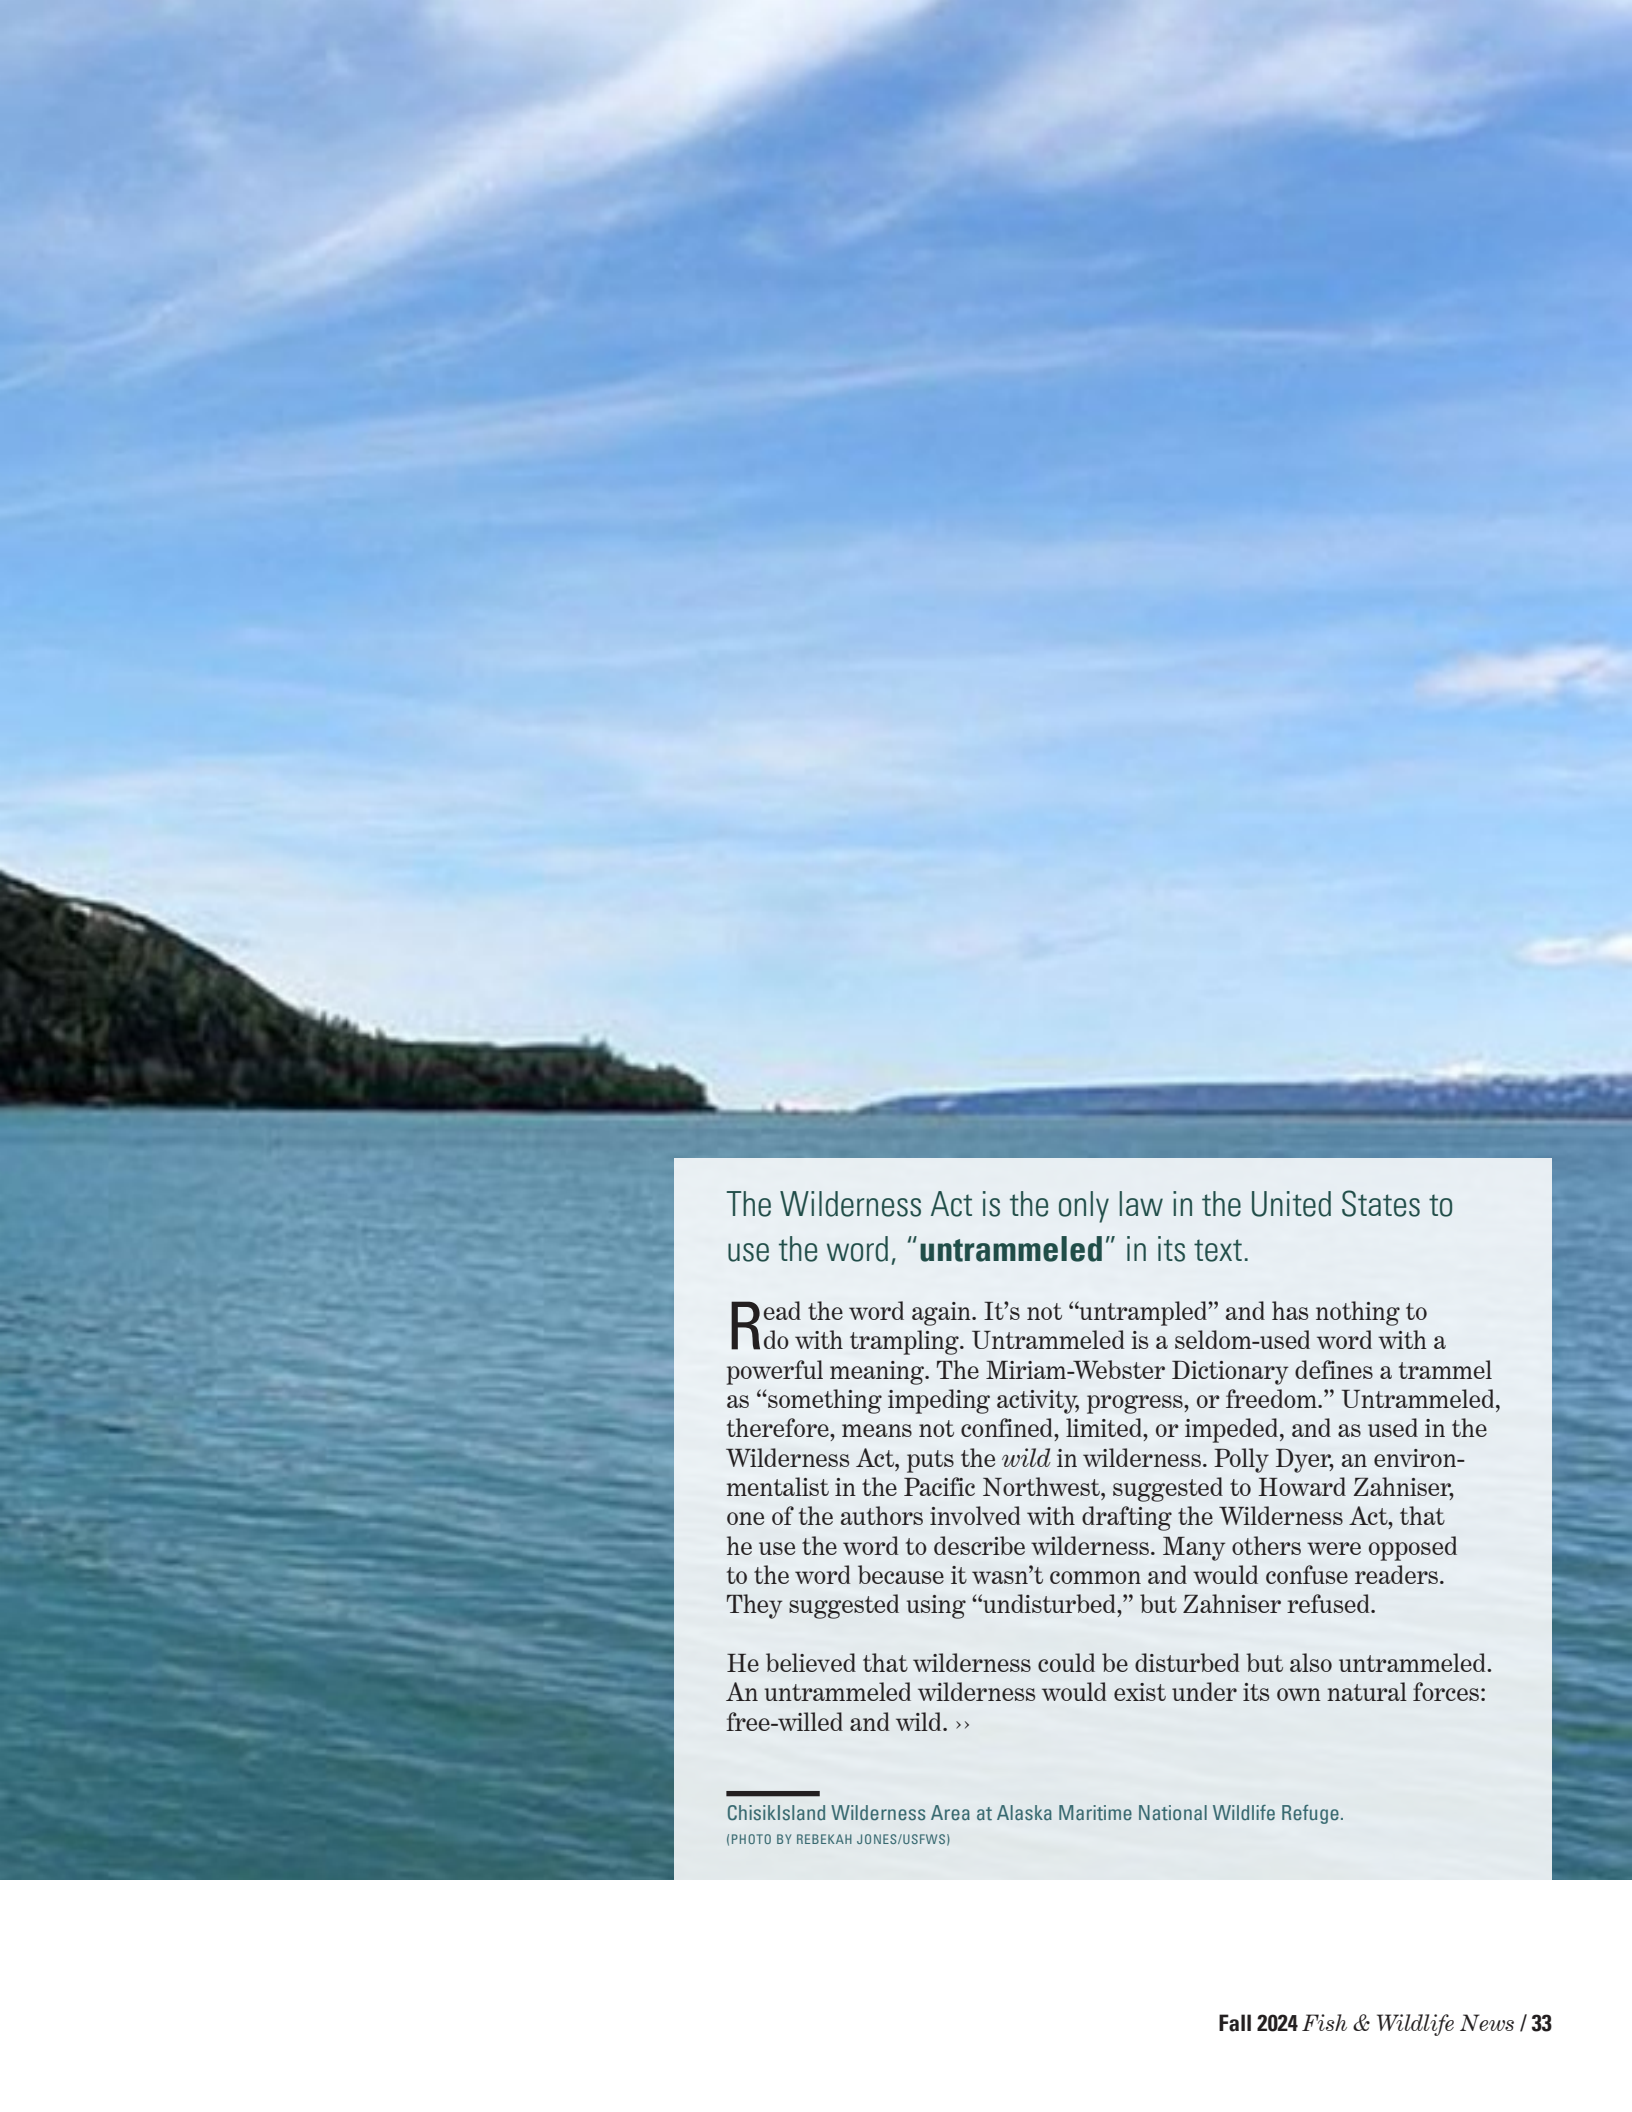 The Wilderness Act is the only law in the United States to
use the word, “untrammeled” in its text.
Read the word again. It’s not “untrampled” and has nothing to
do with trampling. Untrammeled is a seldom-used word with a
powerful meaning. The Miriam-Webster Dictionary defines a trammel
as “something impeding activity, progress, or freedom.” Untrammeled,
therefore, means not confined, limited, or impeded, and as used in the
Wilderness Act, puts the wild in wilderness. Polly Dyer, an environ-
mentalist in the Pacific Northwest, suggested to Howard Zahniser,
one of the authors involved with drafting the Wilderness Act, that
he use the word to describe wilderness. Many others were opposed
to the word because it wasn’t common and would confuse readers.
They suggested using “undisturbed,” but Zahniser refused.
He believed that wilderness could be disturbed but also untrammeled.
An untrammeled wilderness would exist under its own natural forces:
free-willed and wild. ››
ChisikIsland Wilderness Area at Alaska Maritime National Wildlife Refuge.
(PHOTO BY REBEKAH JONES/USFWS)
Fall 2024 Fish & Wildlife News / 33